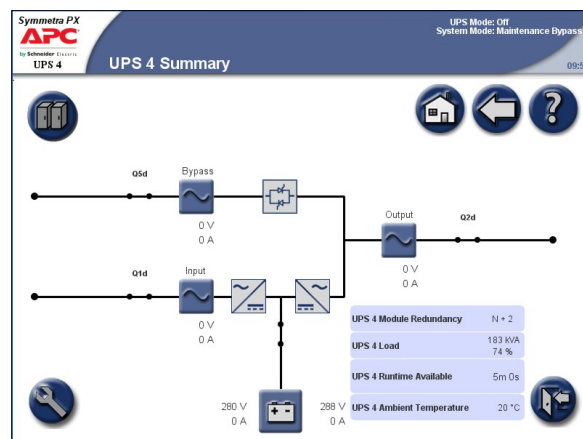 Symmetra PX
APC
by Schneider Electric
UPS 4
UPS 4 Summary
UPS Mode: Off
System Mode: Maintenance Bypass
09:5
?
Q5d
Bypass
0 V
0 A
Output
Q2d
0 V
0 A
Q1d
Input
0 V
0 A
280 V
0 A
288 V
0 A
UPS 4 Module Redundancy N + 2
UPS 4 Load 183 kVA
74 %
UPS 4 Runtime Available 5m 0s
UPS 4 Ambient Temperature 20 °C